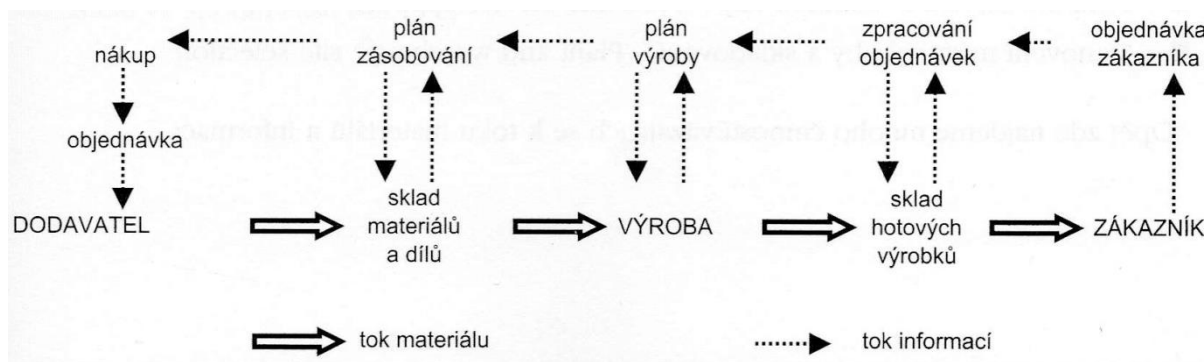 plán
zásobování
plán
výroby
zpracování
objednávek
objednávka
zákazníka
nákup
objednávka
DODAVATEL
sklad
materiálů
a dílů
VÝROBA
sklad
hotových
výrobků
ZÁKAZNÍK
tok materiálu
tok informací